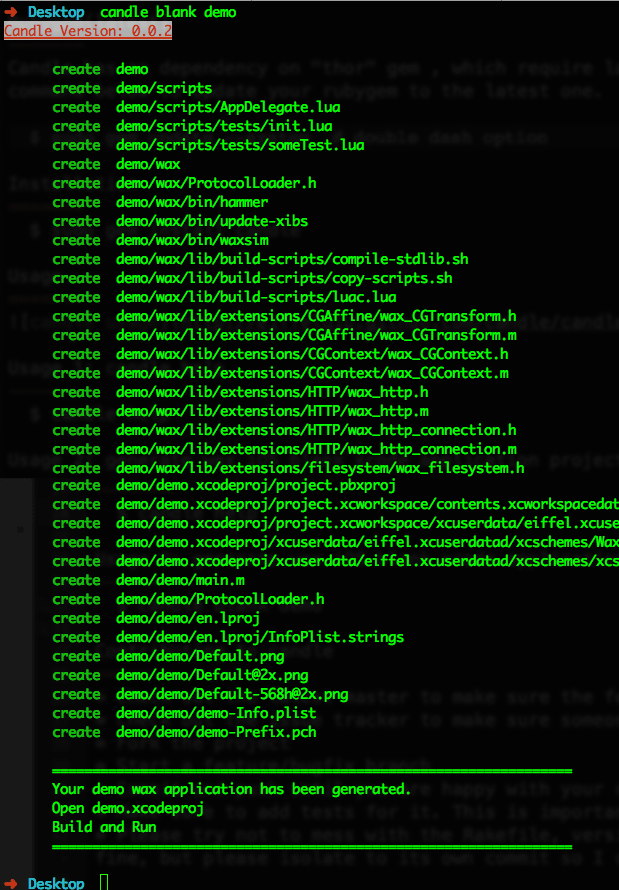 ➜ Desktop candle blank demo
Candle Version: 0.0.2
create demo
create demo/scripts
create demo/scripts/AppDelegate.lua
create demo/scripts/tests/init.lua
create demo/scripts/tests/someTest.lua
create demo/wax
create demo/wax/ProtocolLoader.h
create demo/wax/bin/hammer
create demo/wax/bin/update-xibs
create demo/wax/bin/waxsim
create demo/wax/lib/build-scripts/compile-stdlib.sh
create demo/wax/lib/build-scripts/copy-scripts.sh
create demo/wax/lib/build-scripts/luac.lua
create demo/wax/lib/extensions/CGAffine/wax_CGTransform.h
create demo/wax/lib/extensions/CGAffine/wax_CGTransform.m
create demo/wax/lib/extensions/CGContext/wax_CGContext.h
create demo/wax/lib/extensions/CGContext/wax_CGContext.m
create demo/wax/lib/extensions/HTTP/wax_http.h
create demo/wax/lib/extensions/HTTP/wax_http.m
create demo/wax/lib/extensions/HTTP/wax_http_connection.h
create demo/wax/lib/extensions/HTTP/wax_http_connection.m
create demo/wax/lib/extensions/filesystem/wax_filesystem.h
create demo/demo.xcodeproj/project.pbxproj
create demo/demo.xcodeproj/project.xcworkspace/contents.xcworkspacedat
create demo/demo.xcodeproj/project.xcworkspace/xcuserdata/eiffel.xcuse
create demo/demo.xcodeproj/xcuserdata/eiffel.xcuserdatad/xcschemes/Wax
create demo/demo.xcodeproj/xcuserdata/eiffel.xcuserdatad/xcschemes/xcs
create demo/demo/main.m
create demo/demo/ProtocolLoader.h
create demo/demo/en.lproj
create demo/demo/en.lproj/InfoPlist.strings
create demo/demo/Default.png
create demo/demo/Default@2x.png
create demo/demo/Default-568h@2x.png
create demo/demo/demo-Info.plist
create demo/demo/demo-Prefix.pch
=================================================================
Your demo wax application has been generated.
Open demo.xcodeproj
Build and Run
=================================================================
➜ Desktop